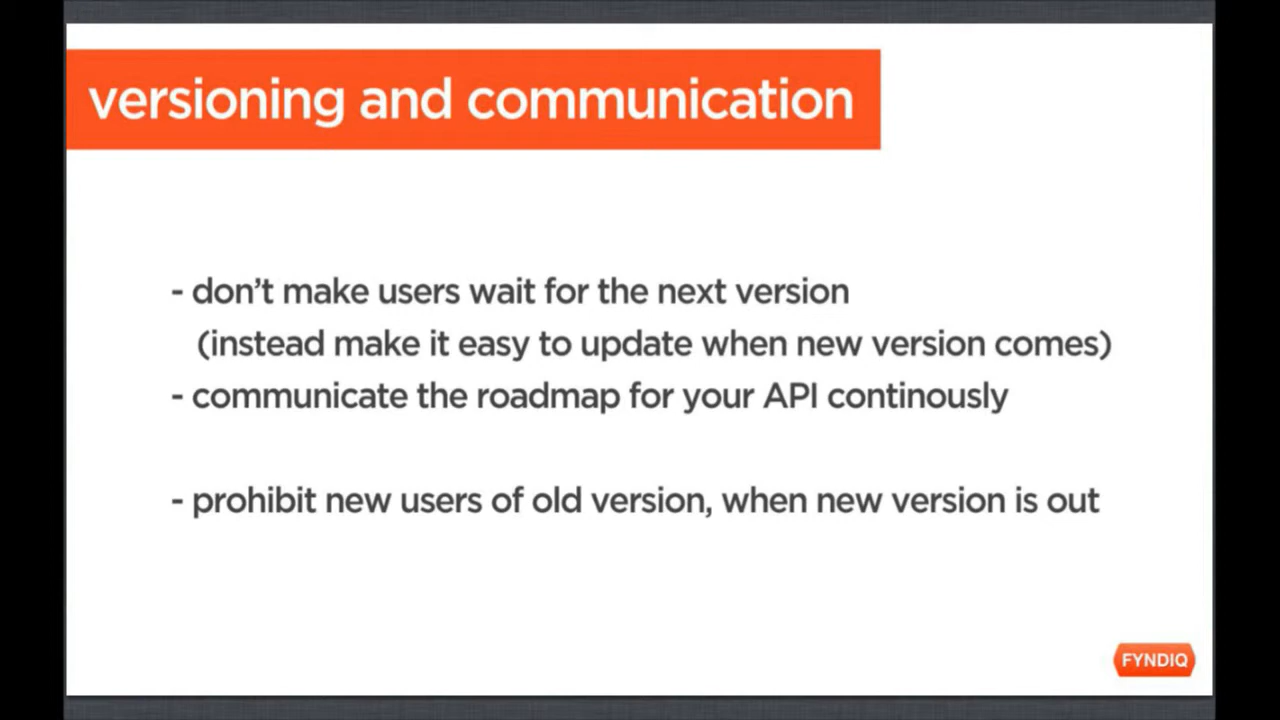 versioning and communication
- don't make users wait for the next version
(instead make it easy to update when new version comes)
- communicate the roadmap for your API continously
- prohibit new users of old version, when new version is out
FYNDIQ